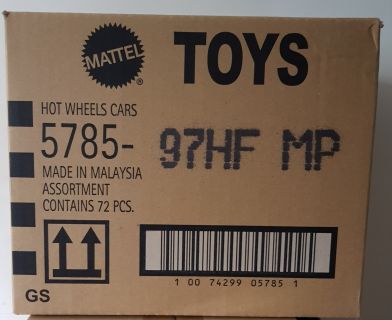 MATTEL®
TOYS
HOT WHEELS CARS
5785- 97HF MP
MADE IN MALAYSIA
ASSORTMENT
CONTAINS 72 PCS.
1 00 74299 05785 1
GS